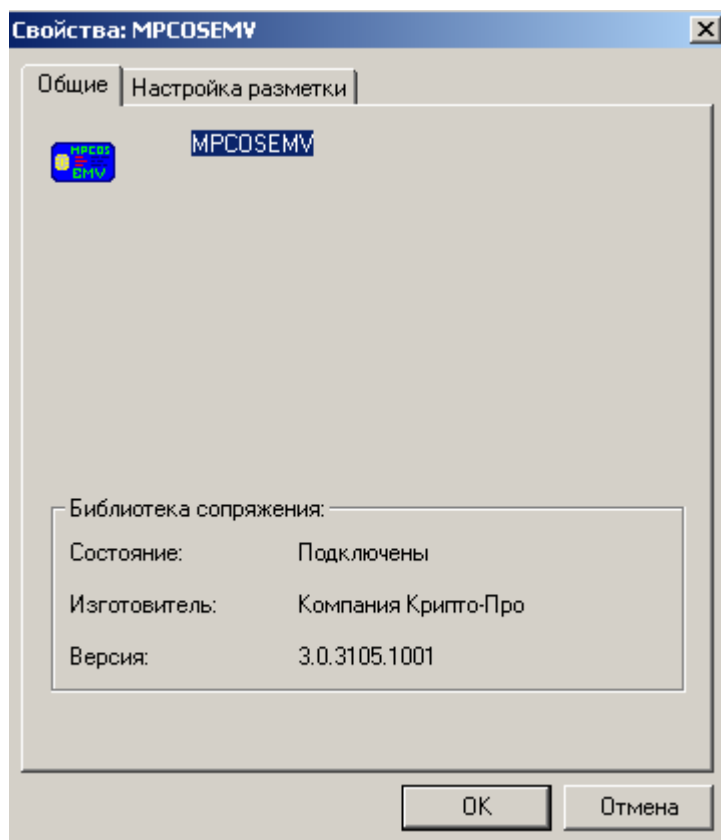 Свойства: MPCOSEMV
Общие
Настройка разметки
MPCOS
EMV
MPCOSEMV
Библиотека сопряжения:
Состояние: Подключены
Изготовитель: Компания Крипто-Про
Версия: 3.0.3105.1001
OK
Отмена